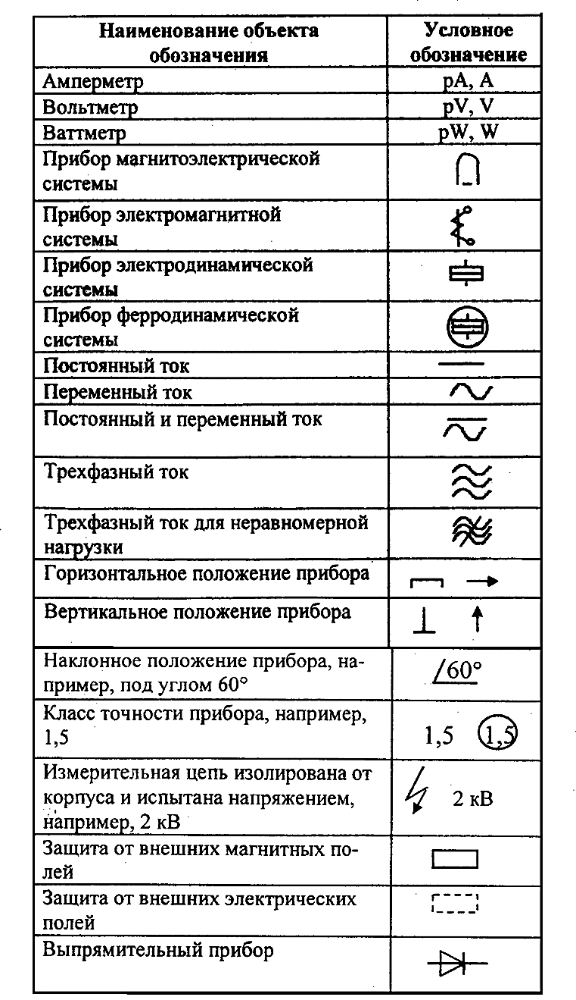 Наименование объекта
обозначения
Условное
обозначение
Амперметр
pA, A
Вольтметр
pV, V
Ваттметр
pW, W
Прибор магнитоэлектрической
системы
Прибор электромагнитной
системы
Прибор электродинамической
системы
Прибор ферродинамической
системы
Постоянный ток
Переменный ток
Постоянный и переменный ток
Трехфазный ток
Трехфазный ток для неравномерной
нагрузки
Горизонтальное положение прибора
Вертикальное положение прибора
Наклонное положение прибора, на-
пример, под углом 60°
/60°
Класс точности прибора, например,
1,5
1,5 1,5
Измерительная цепь изолирована от
корпуса и испытана напряжением,
например, 2 кВ
2 кВ
Защита от внешних магнитных по-
лей
Защита от внешних электрических
полей
Выпрямительный прибор